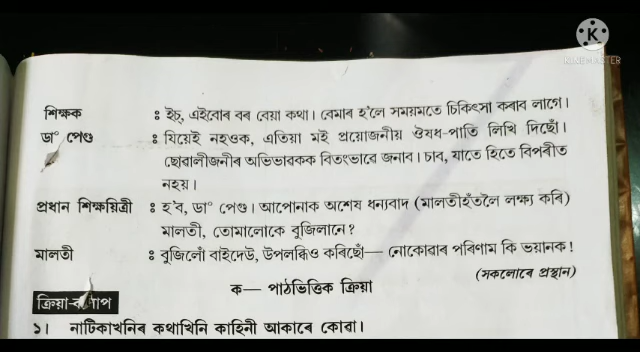 K
KINEMASTER
শিক্ষক : ইচ্, এইবোৰ বৰ বেয়া কথা। বেমাৰ হ'লে সময়মতে চিকিৎসা কৰাব লাগে।
ডা° পেগু : যিয়েই নহওক, এতিয়া মই প্ৰয়োজনীয় ঔষধ-পাতি লিখি দিছোঁ।
ছোৱালীজনীৰ অভিভাৱকক বিতংভাৱে জনাব। চাব, যাতে হিতে বিপৰীত
নহয়।
প্ৰধান শিক্ষয়িত্ৰী : হ'ব, ডা° পেগু। আপোনাক অশেষ ধন্যবাদ (মালতীহঁতলৈ লক্ষ্য কৰি)
মালতী, তোমালোকে বুজিলানে?
মালতী : বুজিলোঁ বাইদেউ, উপলব্ধিও কৰিছোঁ— নোকোৱাৰ পৰিণাম কি ভয়ানক!
(সকলোৰে প্ৰস্থান)
ক— পাঠভিত্তিক ক্ৰিয়া
ক্ৰিয়া-কলাপ
১। নাটিকাখনিৰ কথাখিনি কাহিনী আকাৰে কোৱা।